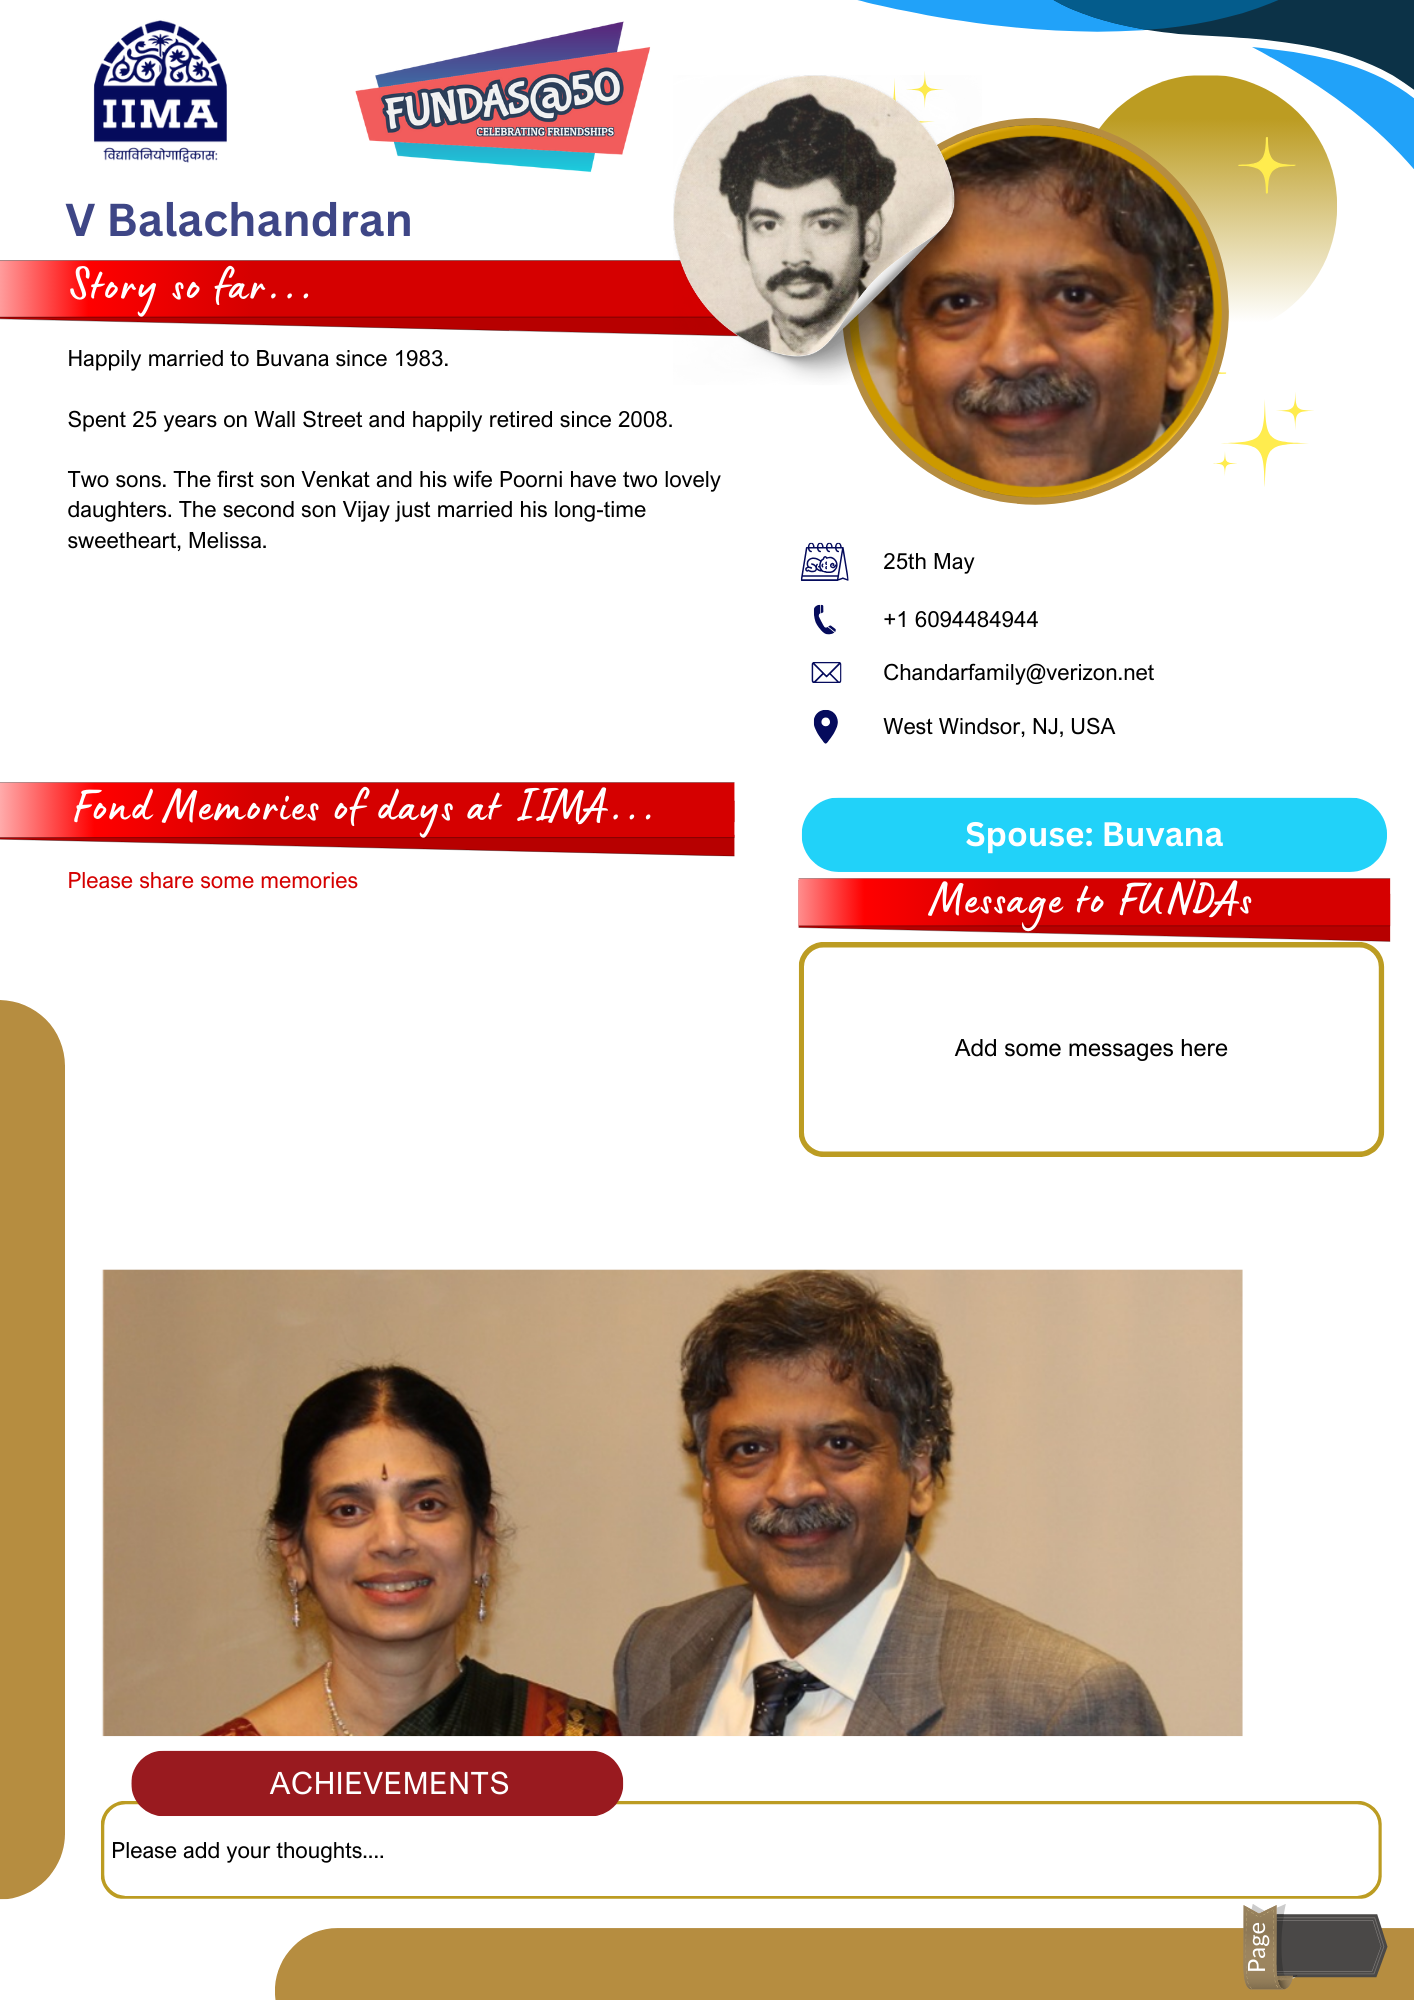 IIMA
विद्याविनियोगाद्विकास:
FUNDAS@50
CELEBRATING FRIENDSHIPS
V Balachandran
Story so far...
Happily married to Buvana since 1983.
Spent 25 years on Wall Street and happily retired since 2008.
Two sons. The first son Venkat and his wife Poorni have two lovely
daughters. The second son Vijay just married his long-time
sweetheart, Melissa.
25th May
+1 6094484944
Chandarfamily@verizon.net
West Windsor, NJ, USA
Fond Memories of days at IIMA...
Please share some memories
Spouse: Buvana
Message to FUNDAs
Add some messages here
ACHIEVEMENTS
Please add your thoughts....
Page